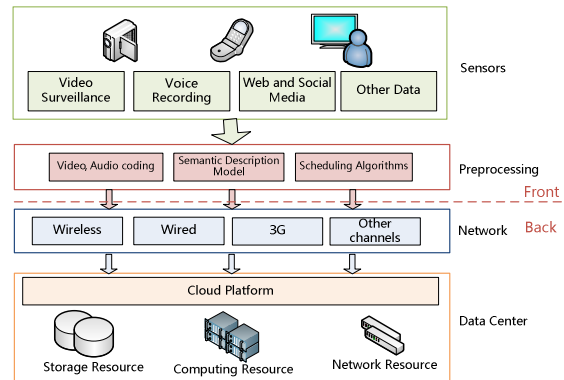 Video
Surveillance
Voice
Recording
Web and Social
Media
Other Data
Sensors
Video, Audio coding
Semantic Description
Model
Scheduling Algorithms
Preprocessing
Front
Wireless
Wired
3G
Other
channels
Network
Back
Cloud Platform
Data Center
Storage Resource
Computing Resource
Network Resource